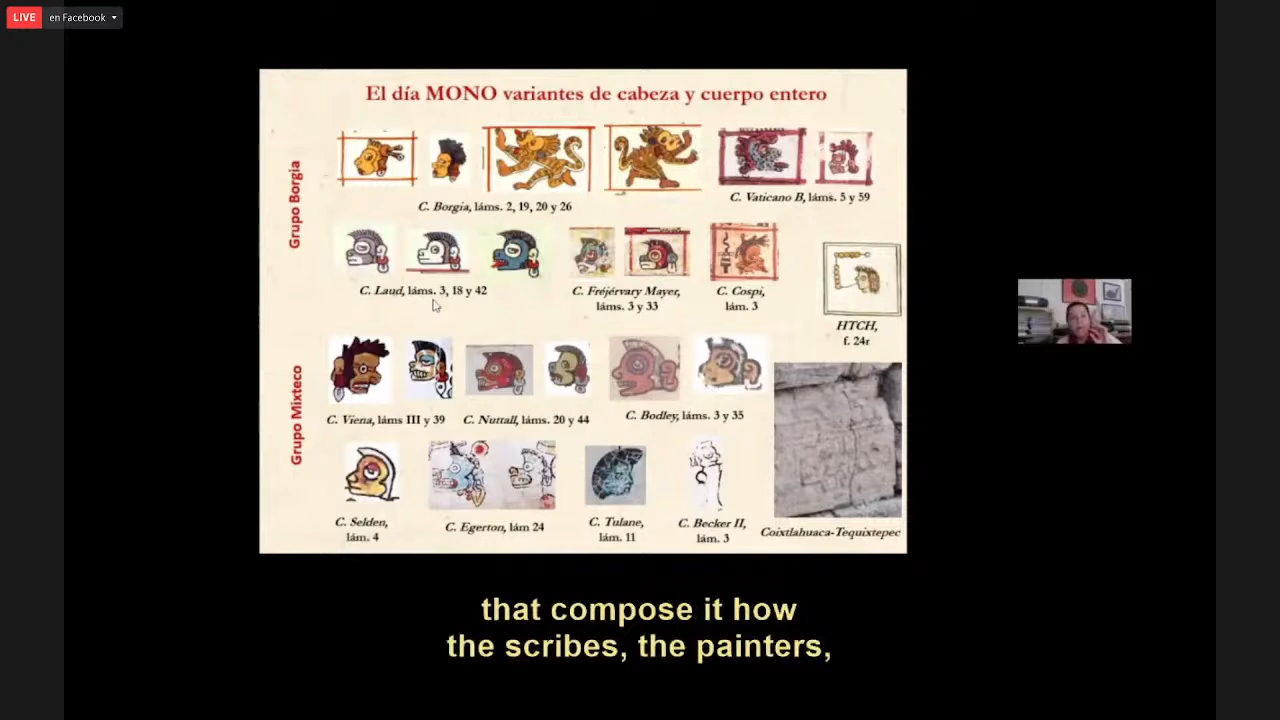 LIVE en Facebook
El día MONO variantes de cabeza y cuerpo entero
Grupo Borgia
C. Borgia, láms. 2, 19, 20 y 26
C. Vaticano B, láms. 5 y 59
C. Laud, láms. 3, 18 y 42
C. Fréjérvary Mayer,
láms. 3 y 33
C. Cospi,
lám. 3
HTCH,
f. 24r
Grupo Mixteco
C. Viena, láms III y 39
C. Nuttall, láms. 20 y 44
C. Bodley, láms. 3 y 35
C. Selden,
lám. 4
C. Egerton, lám 24
C. Tulane,
lám. 11
C. Becker II,
lám. 3
Coixtlahuaca-Tequixtepec
that compose it how
the scribes, the painters,